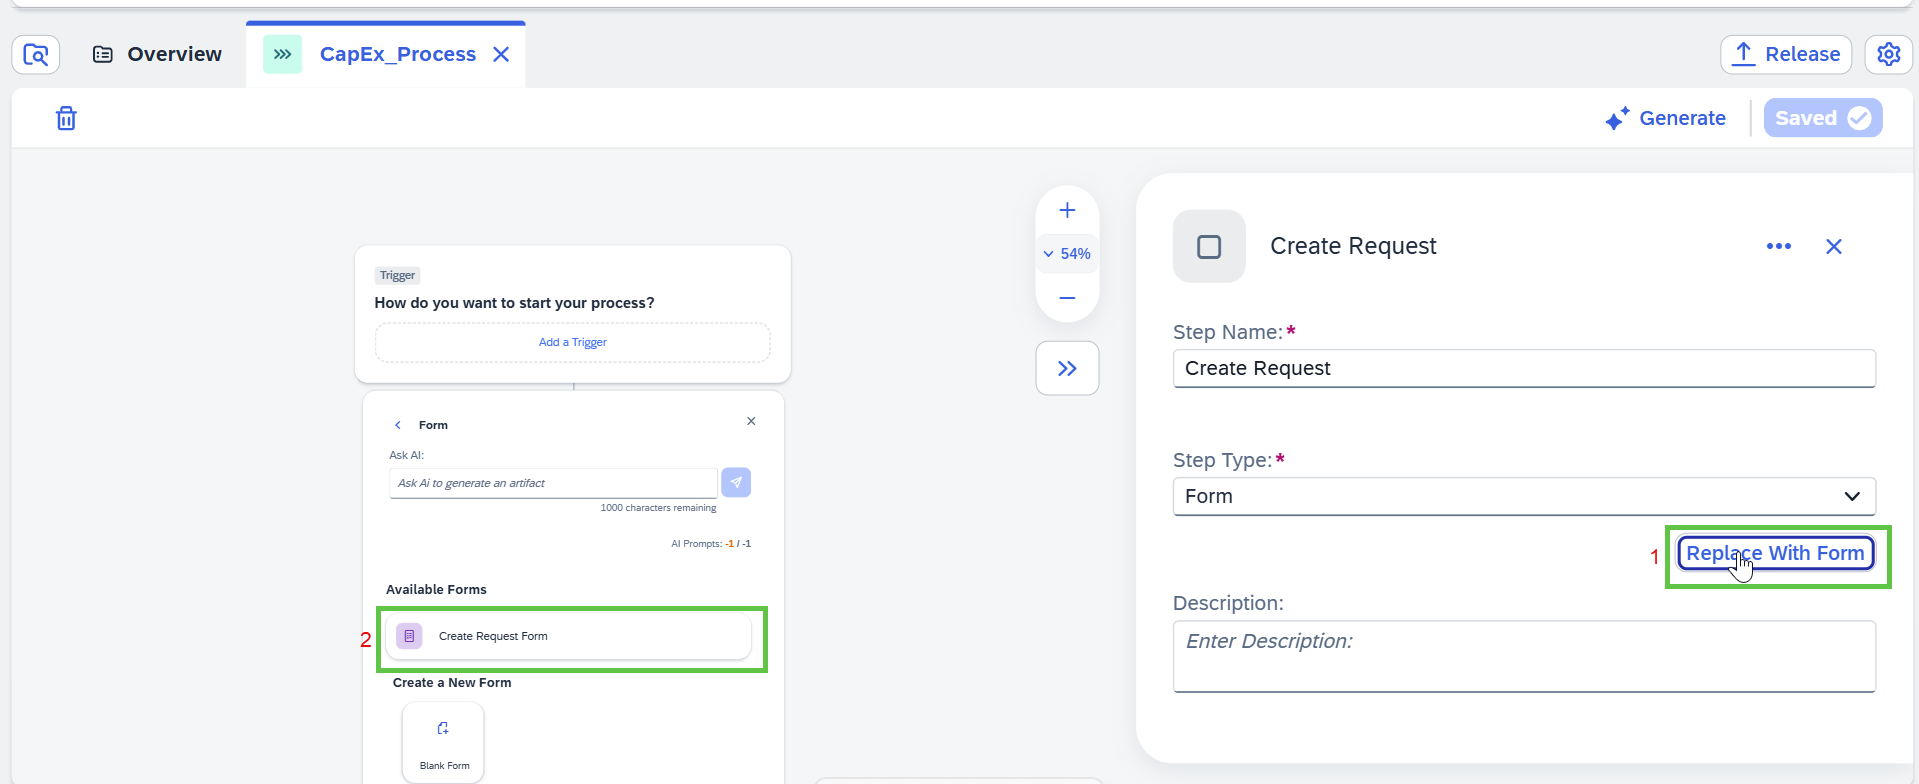 Overview
CapEx_Process
Release
Generate
Saved
Trigger
How do you want to start your process?
Add a Trigger
Form
Ask AI:
Ask Ai to generate an artifact
1000 characters remaining
AI Prompts: -1 / -1
Available Forms
2
Create Request Form
Create a New Form
Blank Form
54%
Create Request
Step Name:*
Create Request
Step Type:*
Form
1
Replace With Form
Description:
Enter Description: